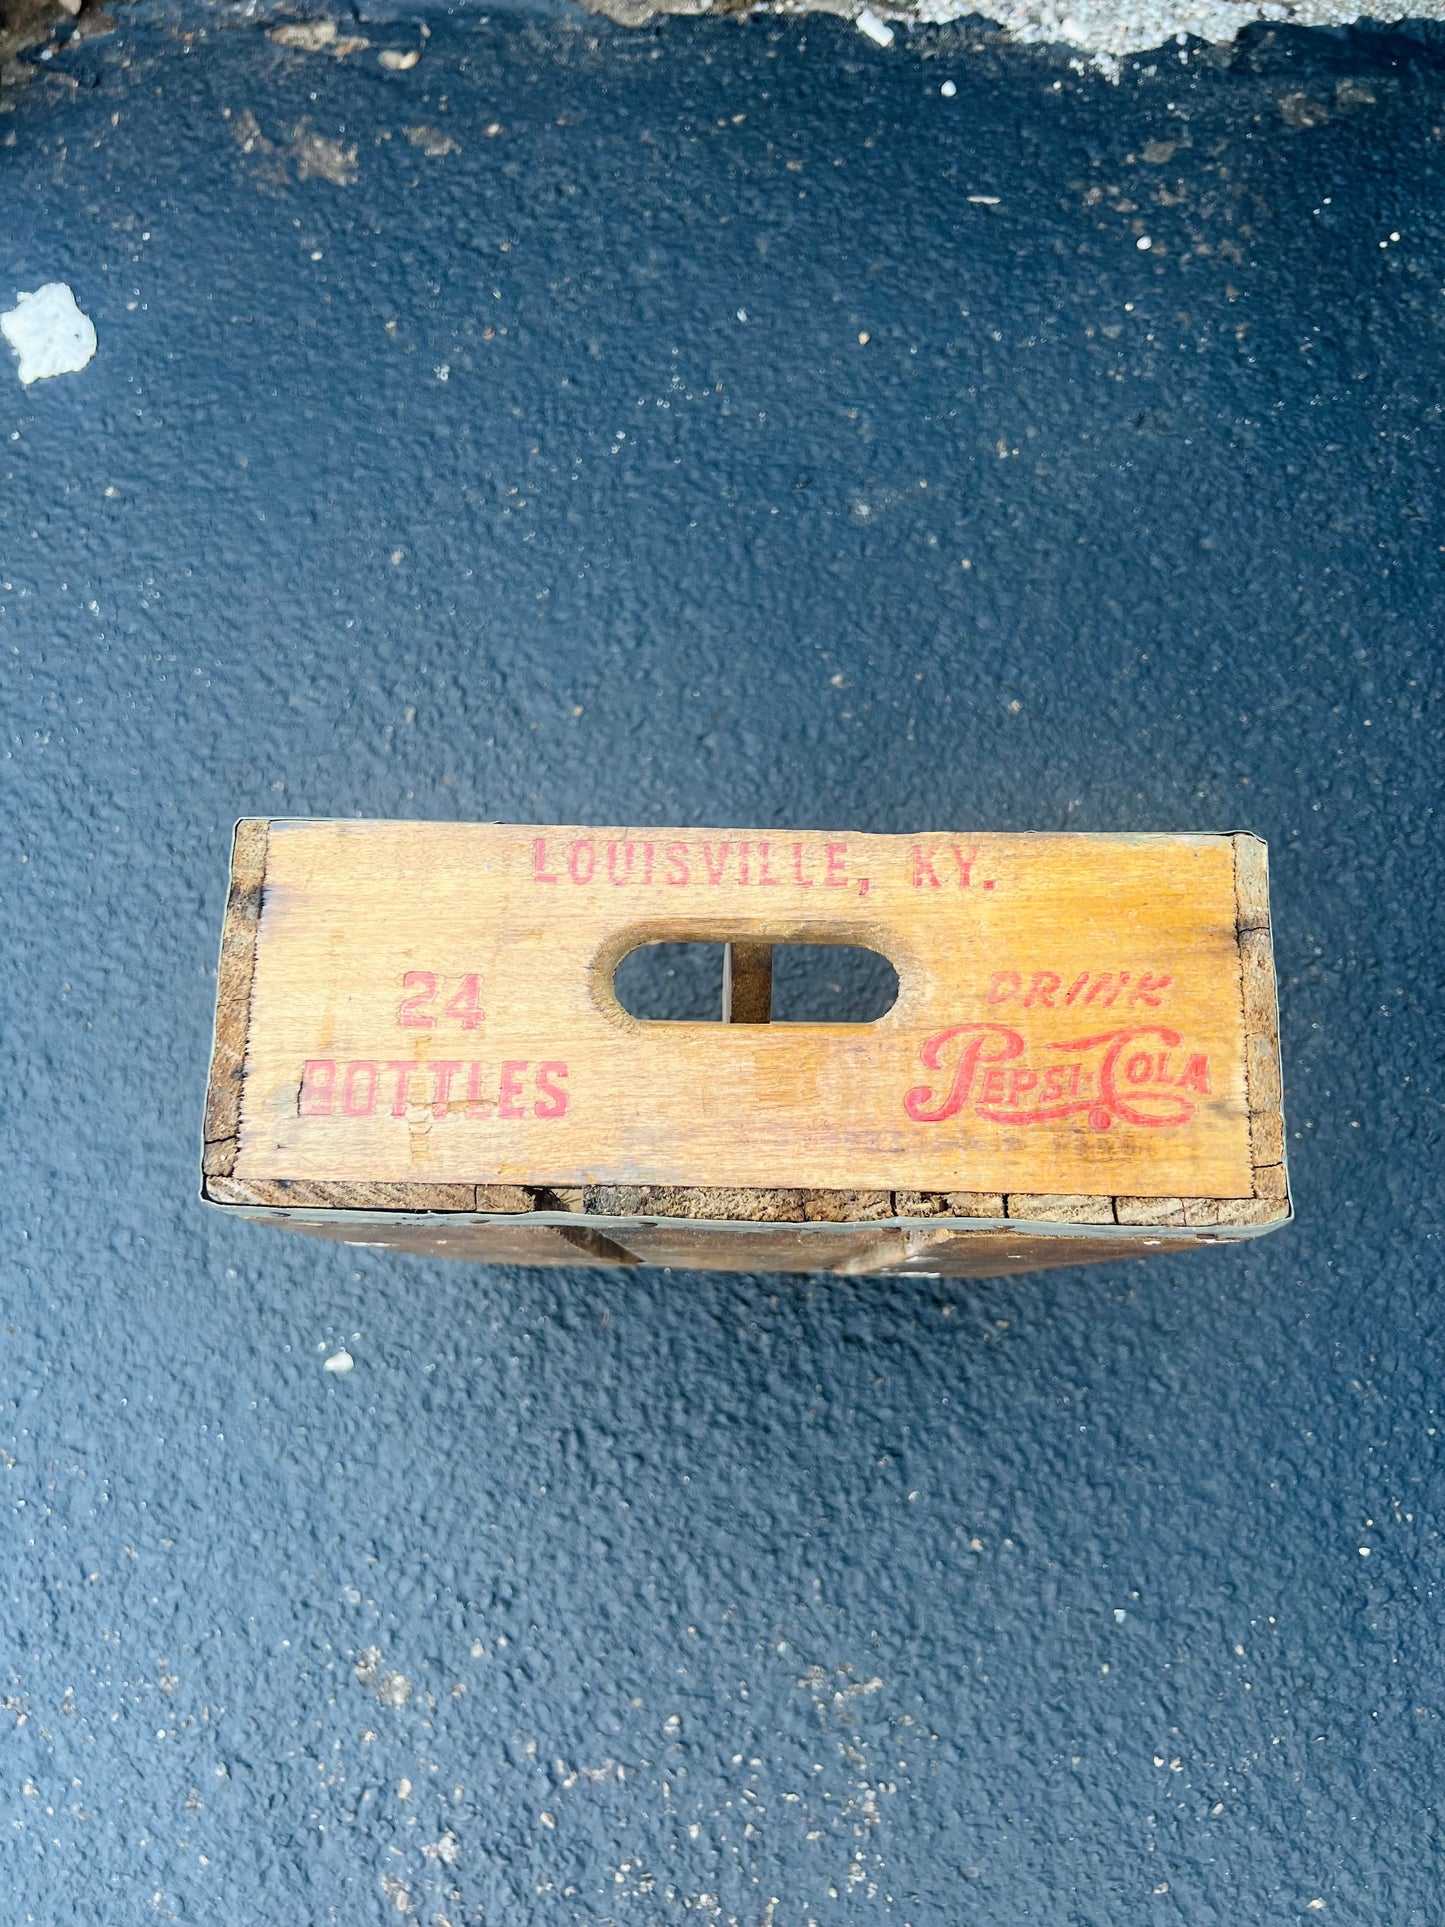 LOUISVILLE, KY.
24
BOTTLES
DRINK
PEPSI-COLA
®